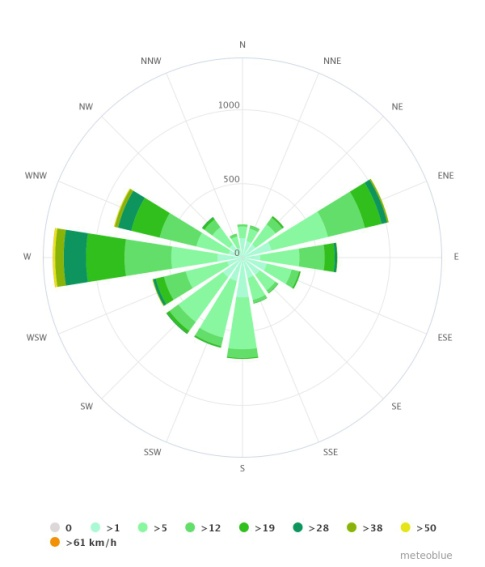 N
NNW
NNE
NW
1000
NE
WNW
500
ENE
W
0
E
WSW
ESE
SW
SE
SSW
SSE
S
0 >1 >5 >12 >19 >28 >38 >50
>61 km/h
meteoblue